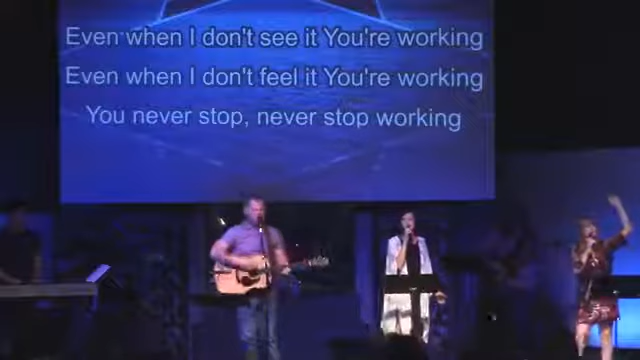 Even when I don't see it You're working
Even when I don't feel it You're working
You never stop, never stop working